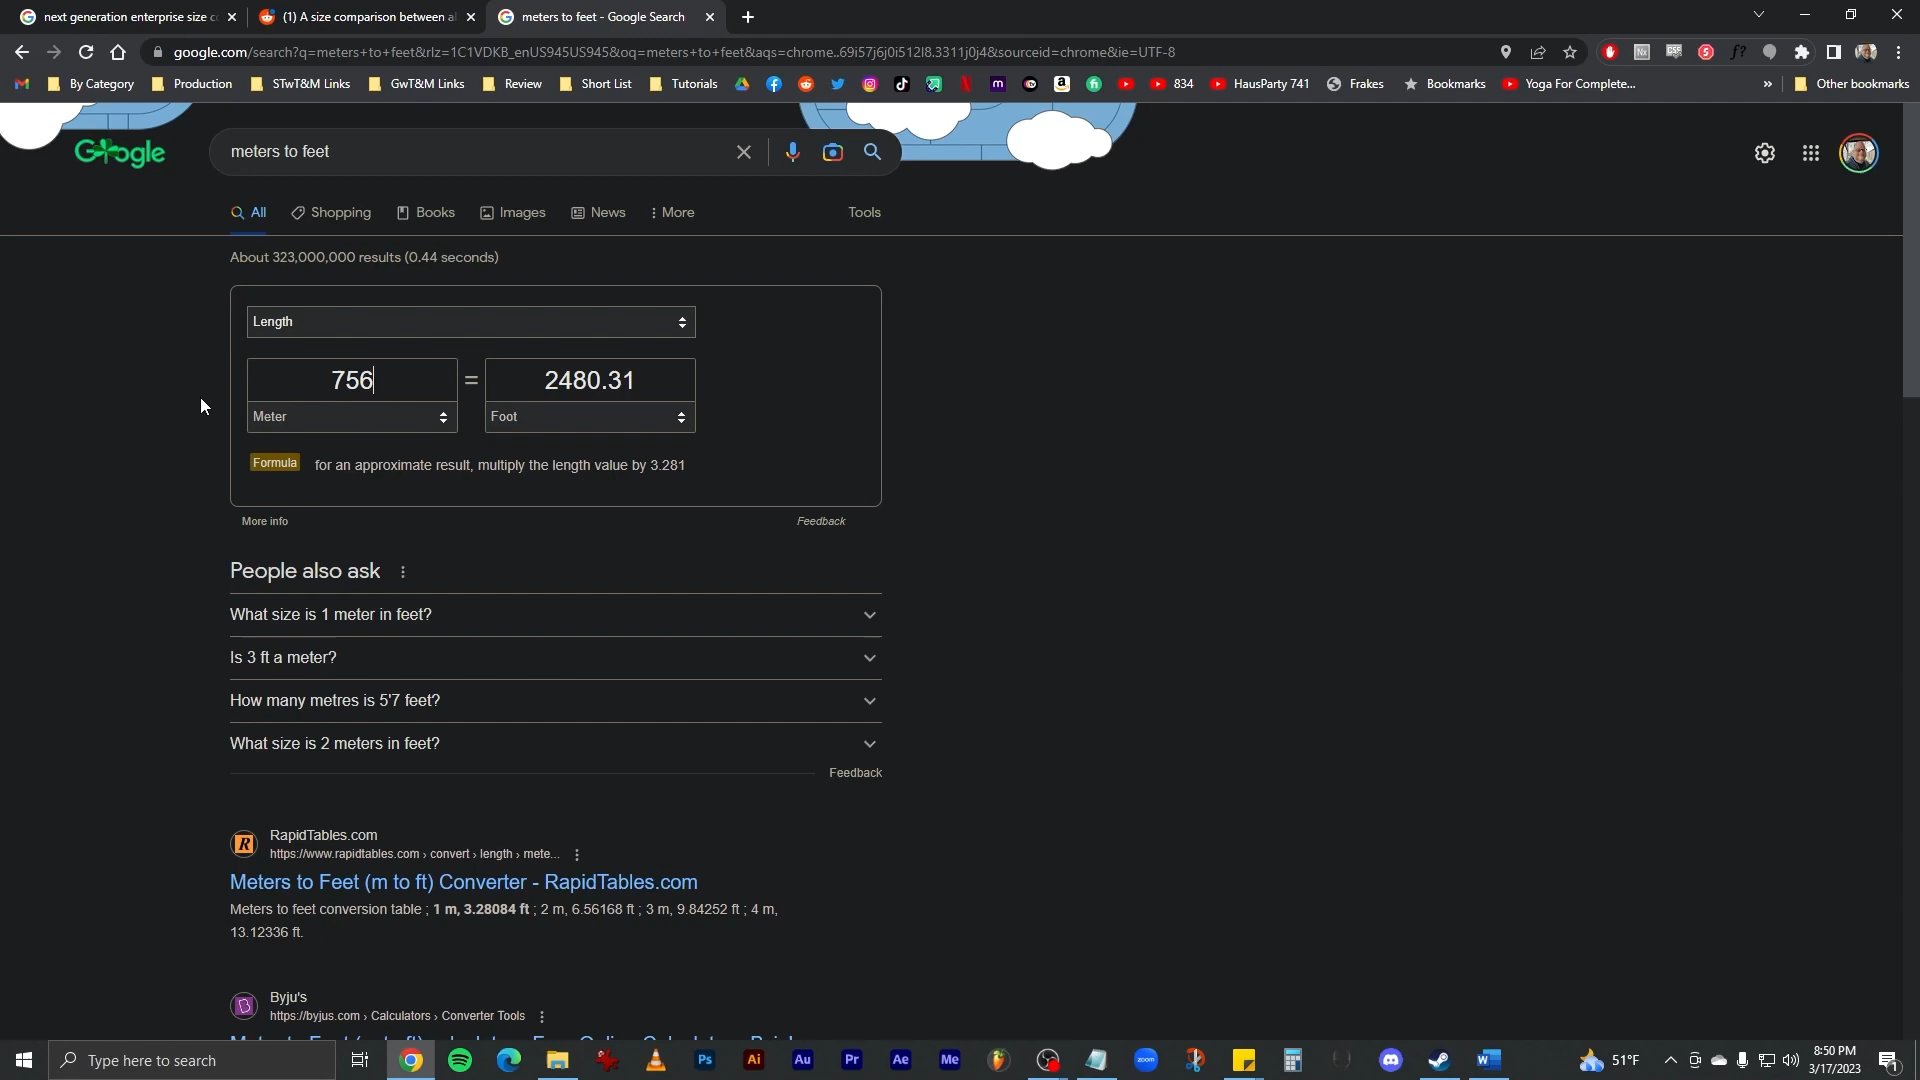 next generation enterprise size
(1) A size comparison between al
meters to feet - Google Search
google.com/search?q=meters+to+feet&rlz=1C1VDKB_enUS945US945&oq=meters+to+feet&aqs=chrome..69i57j6j0i512l8.3311j0j4&sourceid=chrome&ie=UTF-8
By Category
Production
STwT&M Links
GwT&M Links
Review
Short List
Tutorials
834
HausParty 741
Frakes
Bookmarks
Yoga For Complete...
»
Other bookmarks
Google
meters to feet
All
Shopping
Books
Images
News
More
Tools
About 323,000,000 results (0.44 seconds)
Length
756 = 2480.31
Meter
Foot
Formula for an approximate result, multiply the length value by 3.281
More info
Feedback
People also ask
What size is 1 meter in feet?
Is 3 ft a meter?
How many metres is 5'7 feet?
What size is 2 meters in feet?
Feedback
RapidTables.com
https://www.rapidtables.com › convert › length › mete...
Meters to Feet (m to ft) Converter - RapidTables.com
Meters to feet conversion table ; 1 m, 3.28084 ft ; 2 m, 6.56168 ft ; 3 m, 9.84252 ft ; 4 m,
13.12336 ft.
Byju's
https://byjus.com › Calculators › Converter Tools
Type here to search
Ps
Ai
Au
Pr
Ae
Me
zoom
W
51°F
8:50 PM
3/17/2023
1